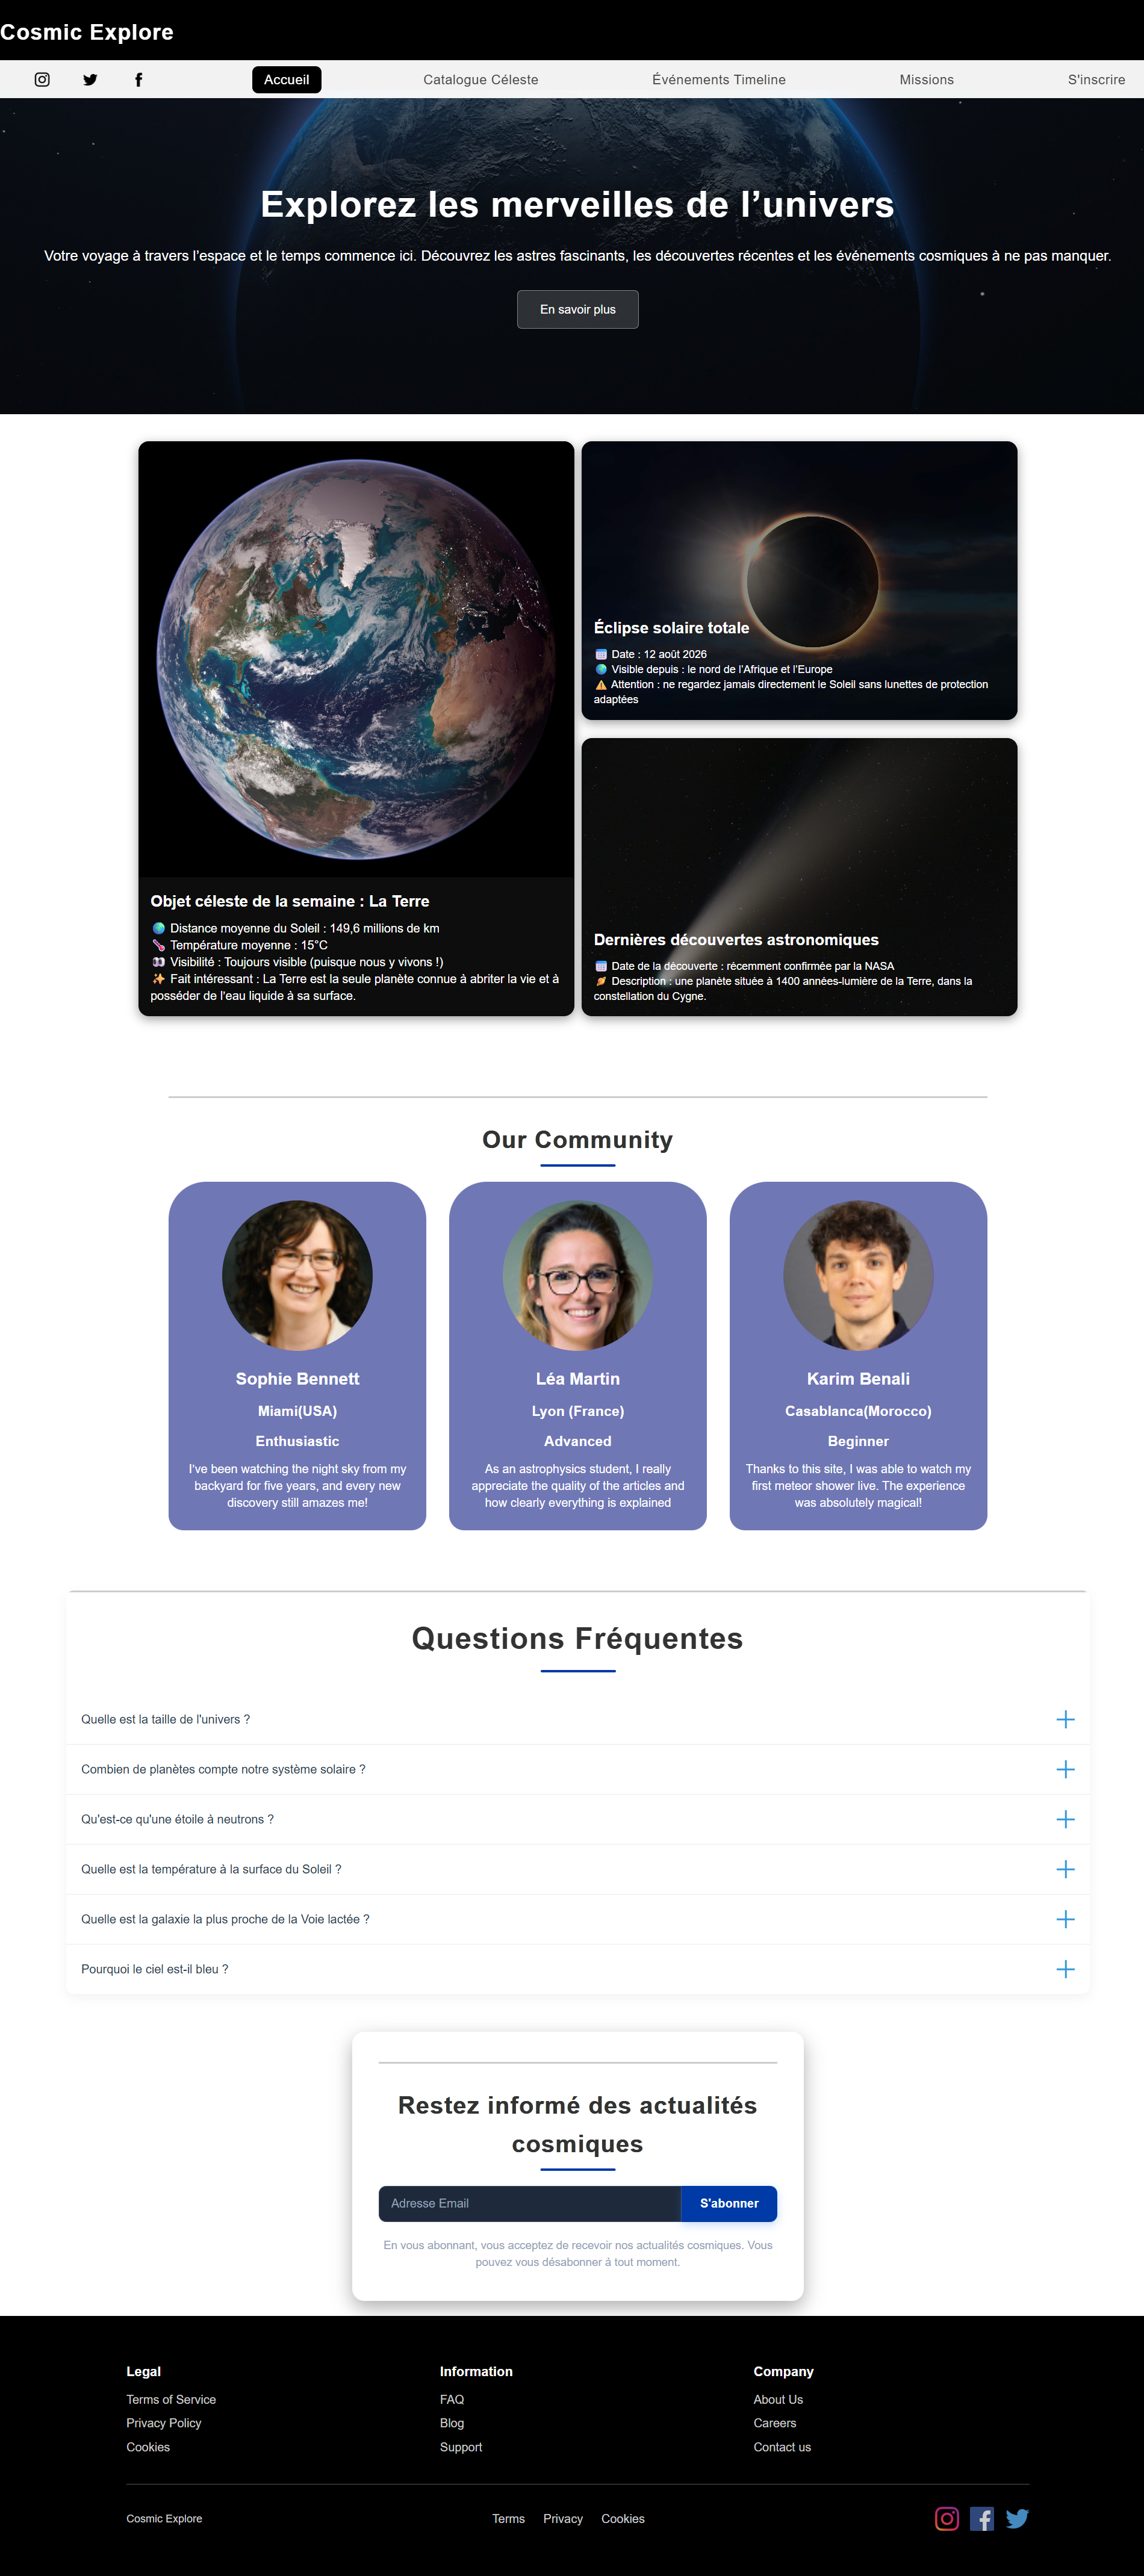 Cosmic Explore
Accueil
Catalogue Céleste
Événements Timeline
Missions
S'inscrire
Explorez les merveilles de l’univers
Votre voyage à travers l’espace et le temps commence ici. Découvrez les astres fascinants, les découvertes récentes et les événements cosmiques à ne pas manquer.
En savoir plus
Objet céleste de la semaine : La Terre
🌍 Distance moyenne du Soleil : 149,6 millions de km
🌡️ Température moyenne : 15°C
👀 Visibilité : Toujours visible (puisque nous y vivons !)
✨ Fait intéressant : La Terre est la seule planète connue à abriter la vie et à
posséder de l'eau liquide à sa surface.
Éclipse solaire totale
🗓️ Date : 12 août 2026
🌍 Visible depuis : le nord de l’Afrique et l’Europe
⚠️ Attention : ne regardez jamais directement le Soleil sans lunettes de protection
adaptées
Dernières découvertes astronomiques
🗓️ Date de la découverte : récemment confirmée par la NASA
🪐 Description : une planète située à 1400 années-lumière de la Terre, dans la
constellation du Cygne.
Our Community
Sophie Bennett
Miami(USA)
Enthusiastic
I've been watching the night sky from my
backyard for five years, and every new
discovery still amazes me!
Léa Martin
Lyon (France)
Advanced
As an astrophysics student, I really
appreciate the quality of the articles and
how clearly everything is explained
Karim Benali
Casablanca(Morocco)
Beginner
Thanks to this site, I was able to watch my
first meteor shower live. The experience
was absolutely magical!
Questions Fréquentes
Quelle est la taille de l'univers ?
Combien de planètes compte notre système solaire ?
Qu'est-ce qu'une étoile à neutrons ?
Quelle est la température à la surface du Soleil ?
Quelle est la galaxie la plus proche de la Voie lactée ?
Pourquoi le ciel est-il bleu ?
Restez informé des actualités
cosmiques
Adresse Email
S'abonner
En vous abonnant, vous acceptez de recevoir nos actualités cosmiques. Vous
pouvez vous désabonner à tout moment.
Legal
Terms of Service
Privacy Policy
Cookies
Information
FAQ
Blog
Support
Company
About Us
Careers
Contact us
Cosmic Explore
Terms
Privacy
Cookies